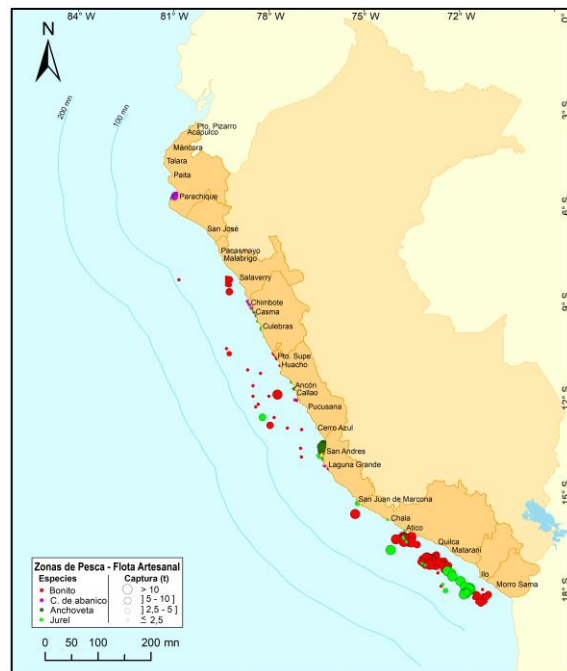 84° W
81° W
78° W
75° W
72° W
0°
3° S
6° S
9° S
12° S
15° S
18° S
N
200 mn
100 mn
Pto. Pizarro
Acapulco
Máncora
Talara
Paita
Parachique
San José
Pacasmayo
Malabrigo
Salaverry
Chimbote
Casma
Culebras
Pto. Supe
Huacho
Ancón
Callao
Pucusana
Cerro Azul
San Andres
Laguna Grande
San Juan de Marcona
Chala
Atico
Quilca
Matarani
Ilo
Morro Sama
Zonas de Pesca - Flota Artesanal
Especies Captura (t)
Bonito > 10
C. de abanico ] 5 - 10 ]
Anchoveta ] 2,5 - 5 ]
Jurel ≤ 2,5
0 50 100 200 mn